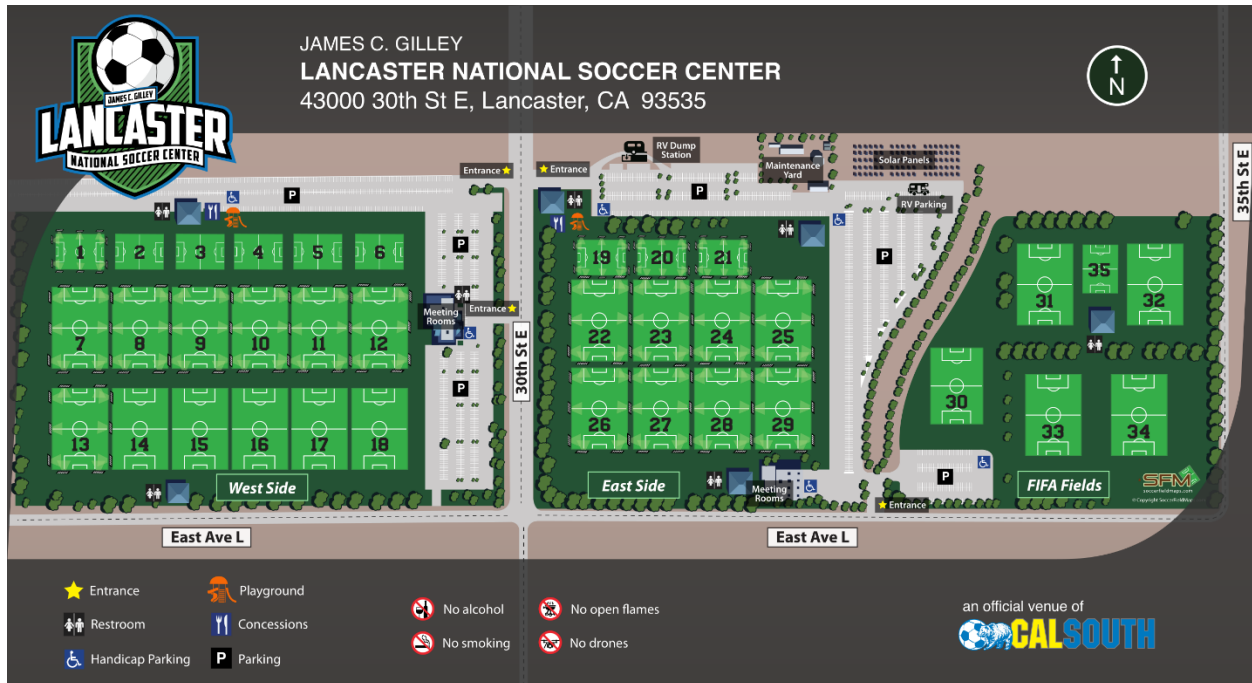 JAMES C. GILLEY
LANCASTER
NATIONAL SOCCER CENTER
JAMES C. GILLEY
LANCASTER NATIONAL SOCCER CENTER
43000 30th St E, Lancaster, CA  93535
N
35th St E
Entrance
Entrance
RV Dump
Station
Maintenance
Yard
Solar Panels
RV Parking
P
P
P
P
1
2
3
4
5
6
7
8
9
10
11
12
13
14
15
16
17
18
Meeting
Rooms
Entrance
P
30th St E
19
20
21
22
23
24
25
26
27
28
29
31
35
32
30
33
34
West Side
East Side
Meeting
Rooms
P
Entrance
FIFA Fields
SFM
soccerfieldmaps.com
East Ave L
East Ave L
Entrance
Restroom
Handicap Parking
Playground
Concessions
P
Parking
No alcohol
No smoking
No open flames
No drones
an official venue of
CALSOUTH